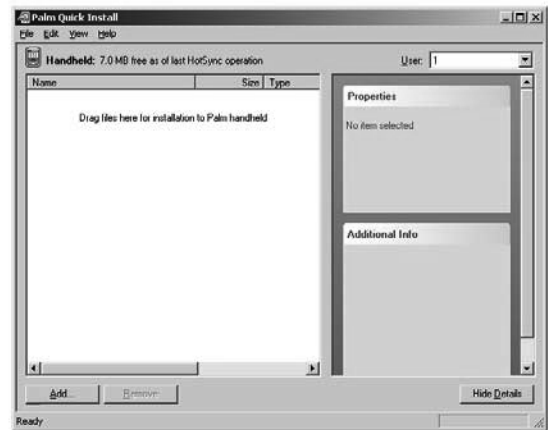 Palm Quick Install
File Edit View Help
Handheld: 7.0 MB free as of last HotSync operation
User: 1
Name Size Type
Drag files here for installation to Palm handheld
Properties
No item selected
Additional Info
Add... Remove Hide Details
Ready